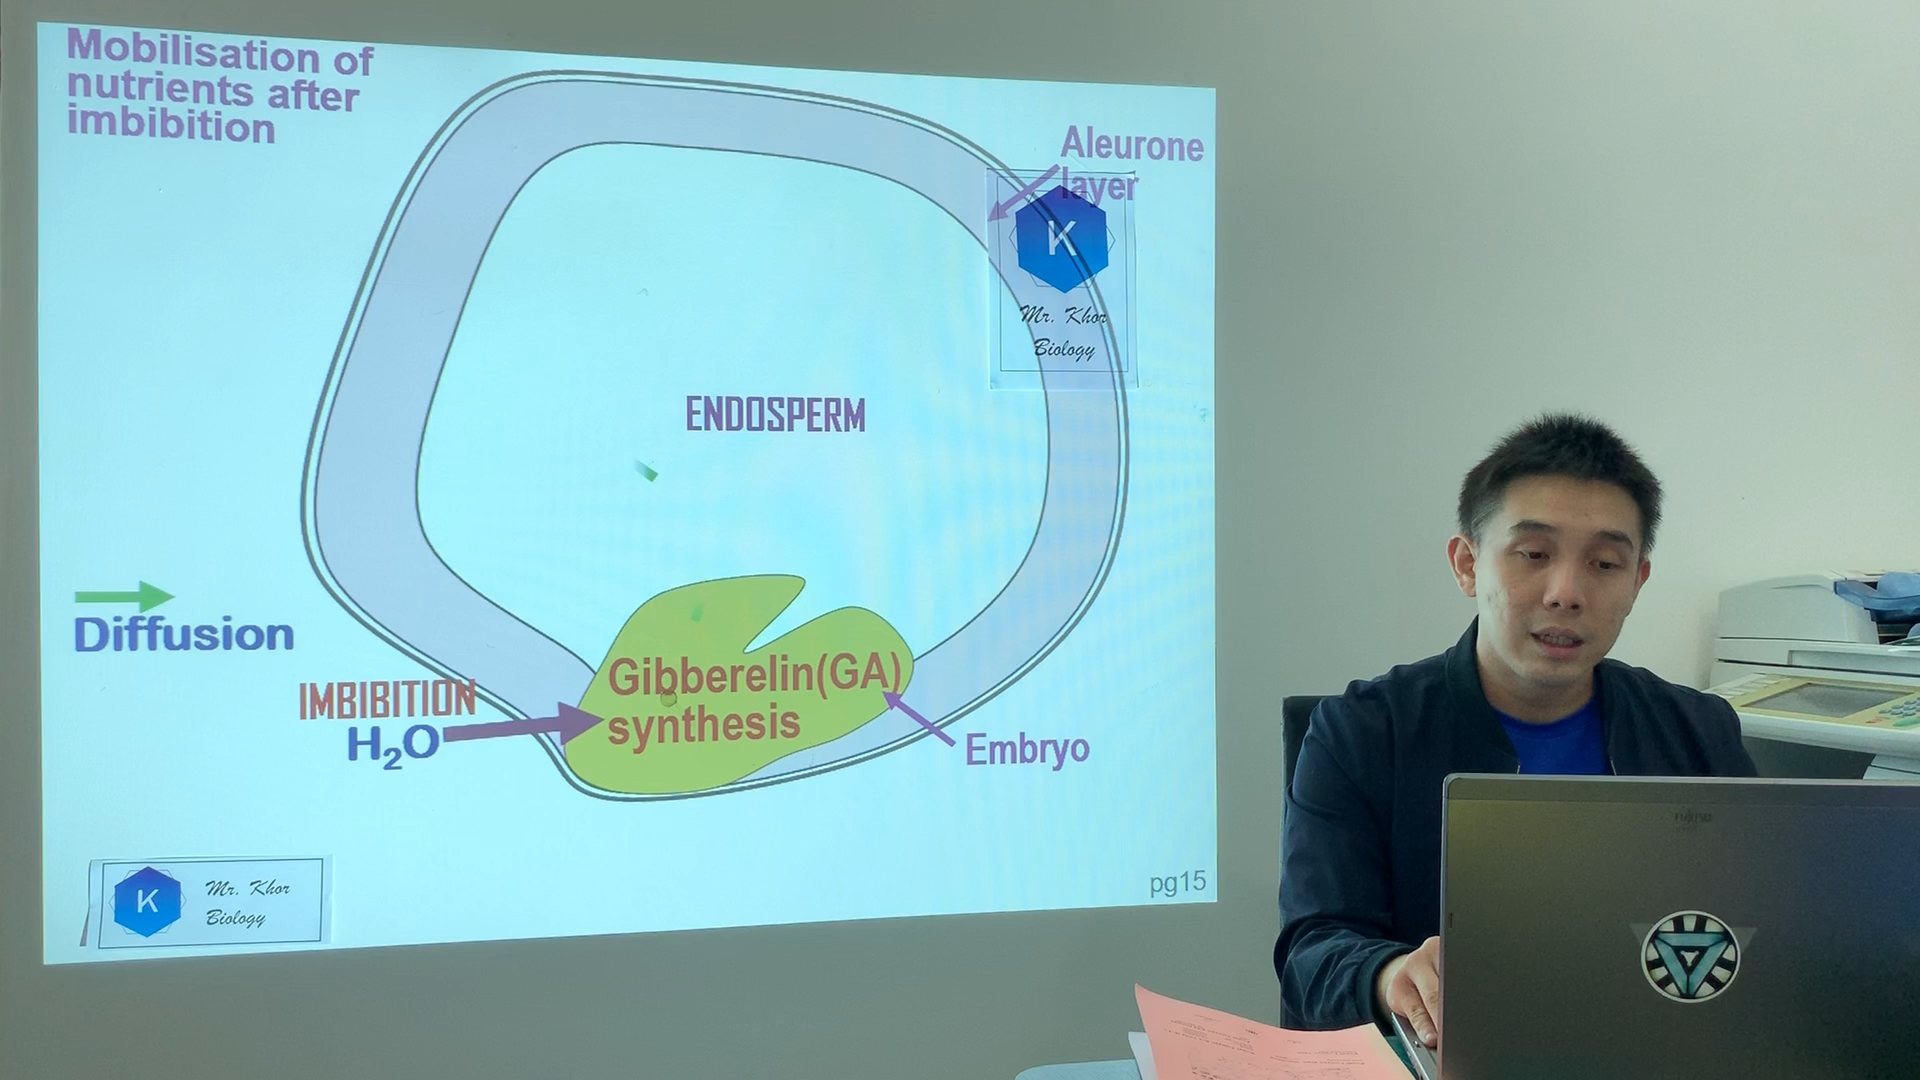 Mobilisation of
nutrients after
imbibition
Aleurone
layer
K
Mr. Khor
Biology
ENDOSPERM
Diffusion
Gibberelin(GA)
synthesis
IMBIBITION
H₂O
Embryo
pg15
K
Mr. Khor
Biology
FUJITSU